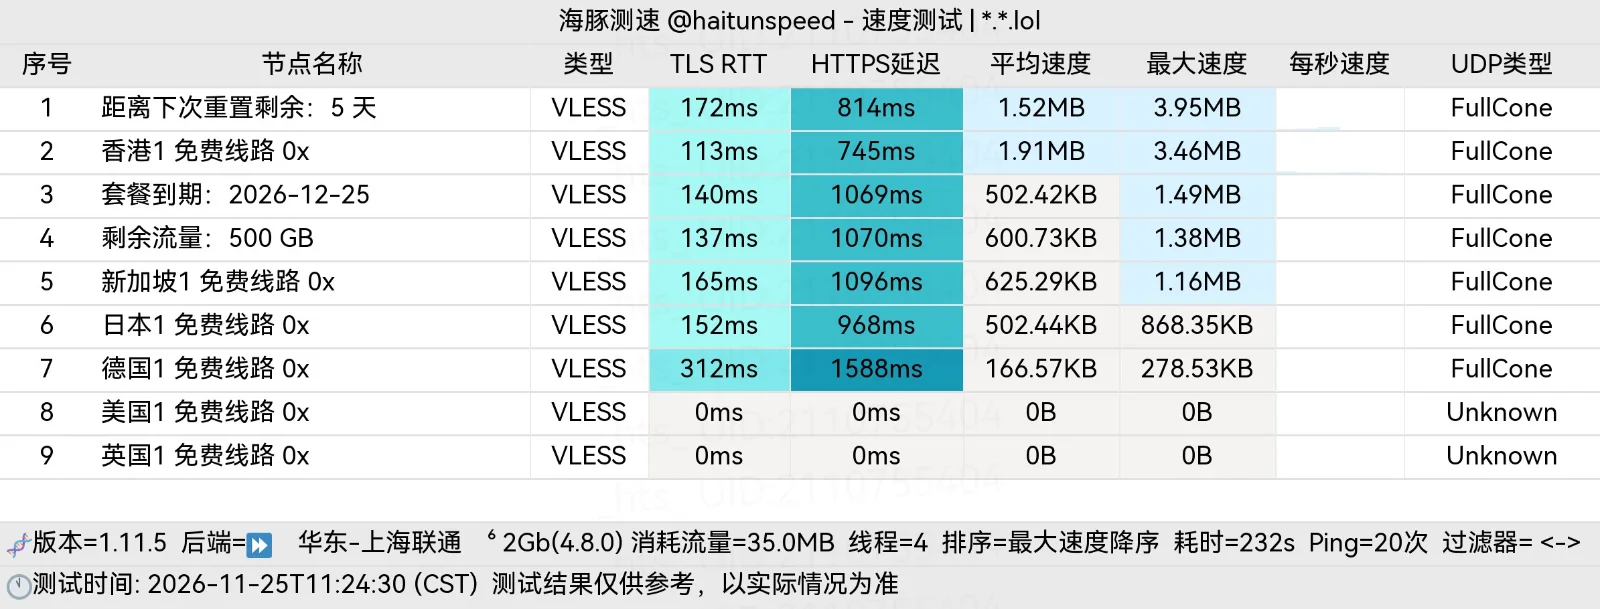 海豚测速 @haitunspeed - 速度测试 | *.*.lol
序号 节点名称 类型 TLS RTT HTTPS延迟 平均速度 最大速度 每秒速度 UDP类型
1 距离下次重置剩余：5 天 VLESS 172ms 814ms 1.52MB 3.95MB FullCone
2 香港1 免费线路 0x VLESS 113ms 745ms 1.91MB 3.46MB FullCone
3 套餐到期：2026-12-25 VLESS 140ms 1069ms 502.42KB 1.49MB FullCone
4 剩余流量：500 GB VLESS 137ms 1070ms 600.73KB 1.38MB FullCone
5 新加坡1 免费线路 0x VLESS 165ms 1096ms 625.29KB 1.16MB FullCone
6 日本1 免费线路 0x VLESS 152ms 968ms 502.44KB 868.35KB FullCone
7 德国1 免费线路 0x VLESS 312ms 1588ms 166.57KB 278.53KB FullCone
8 美国1 免费线路 0x VLESS 0ms 0ms 0B 0B Unknown
9 英国1 免费线路 0x VLESS 0ms 0ms 0B 0B Unknown
_hts_ UID:2110755404
版本=1.11.5 后端=⏩ 华东-上海联通 ⁶ 2Gb(4.8.0) 消耗流量=35.0MB 线程=4 排序=最大速度降序 耗时=232s Ping=20次 过滤器= <->
测试时间: 2026-11-25T11:24:30 (CST) 测试结果仅供参考，以实际情况为准